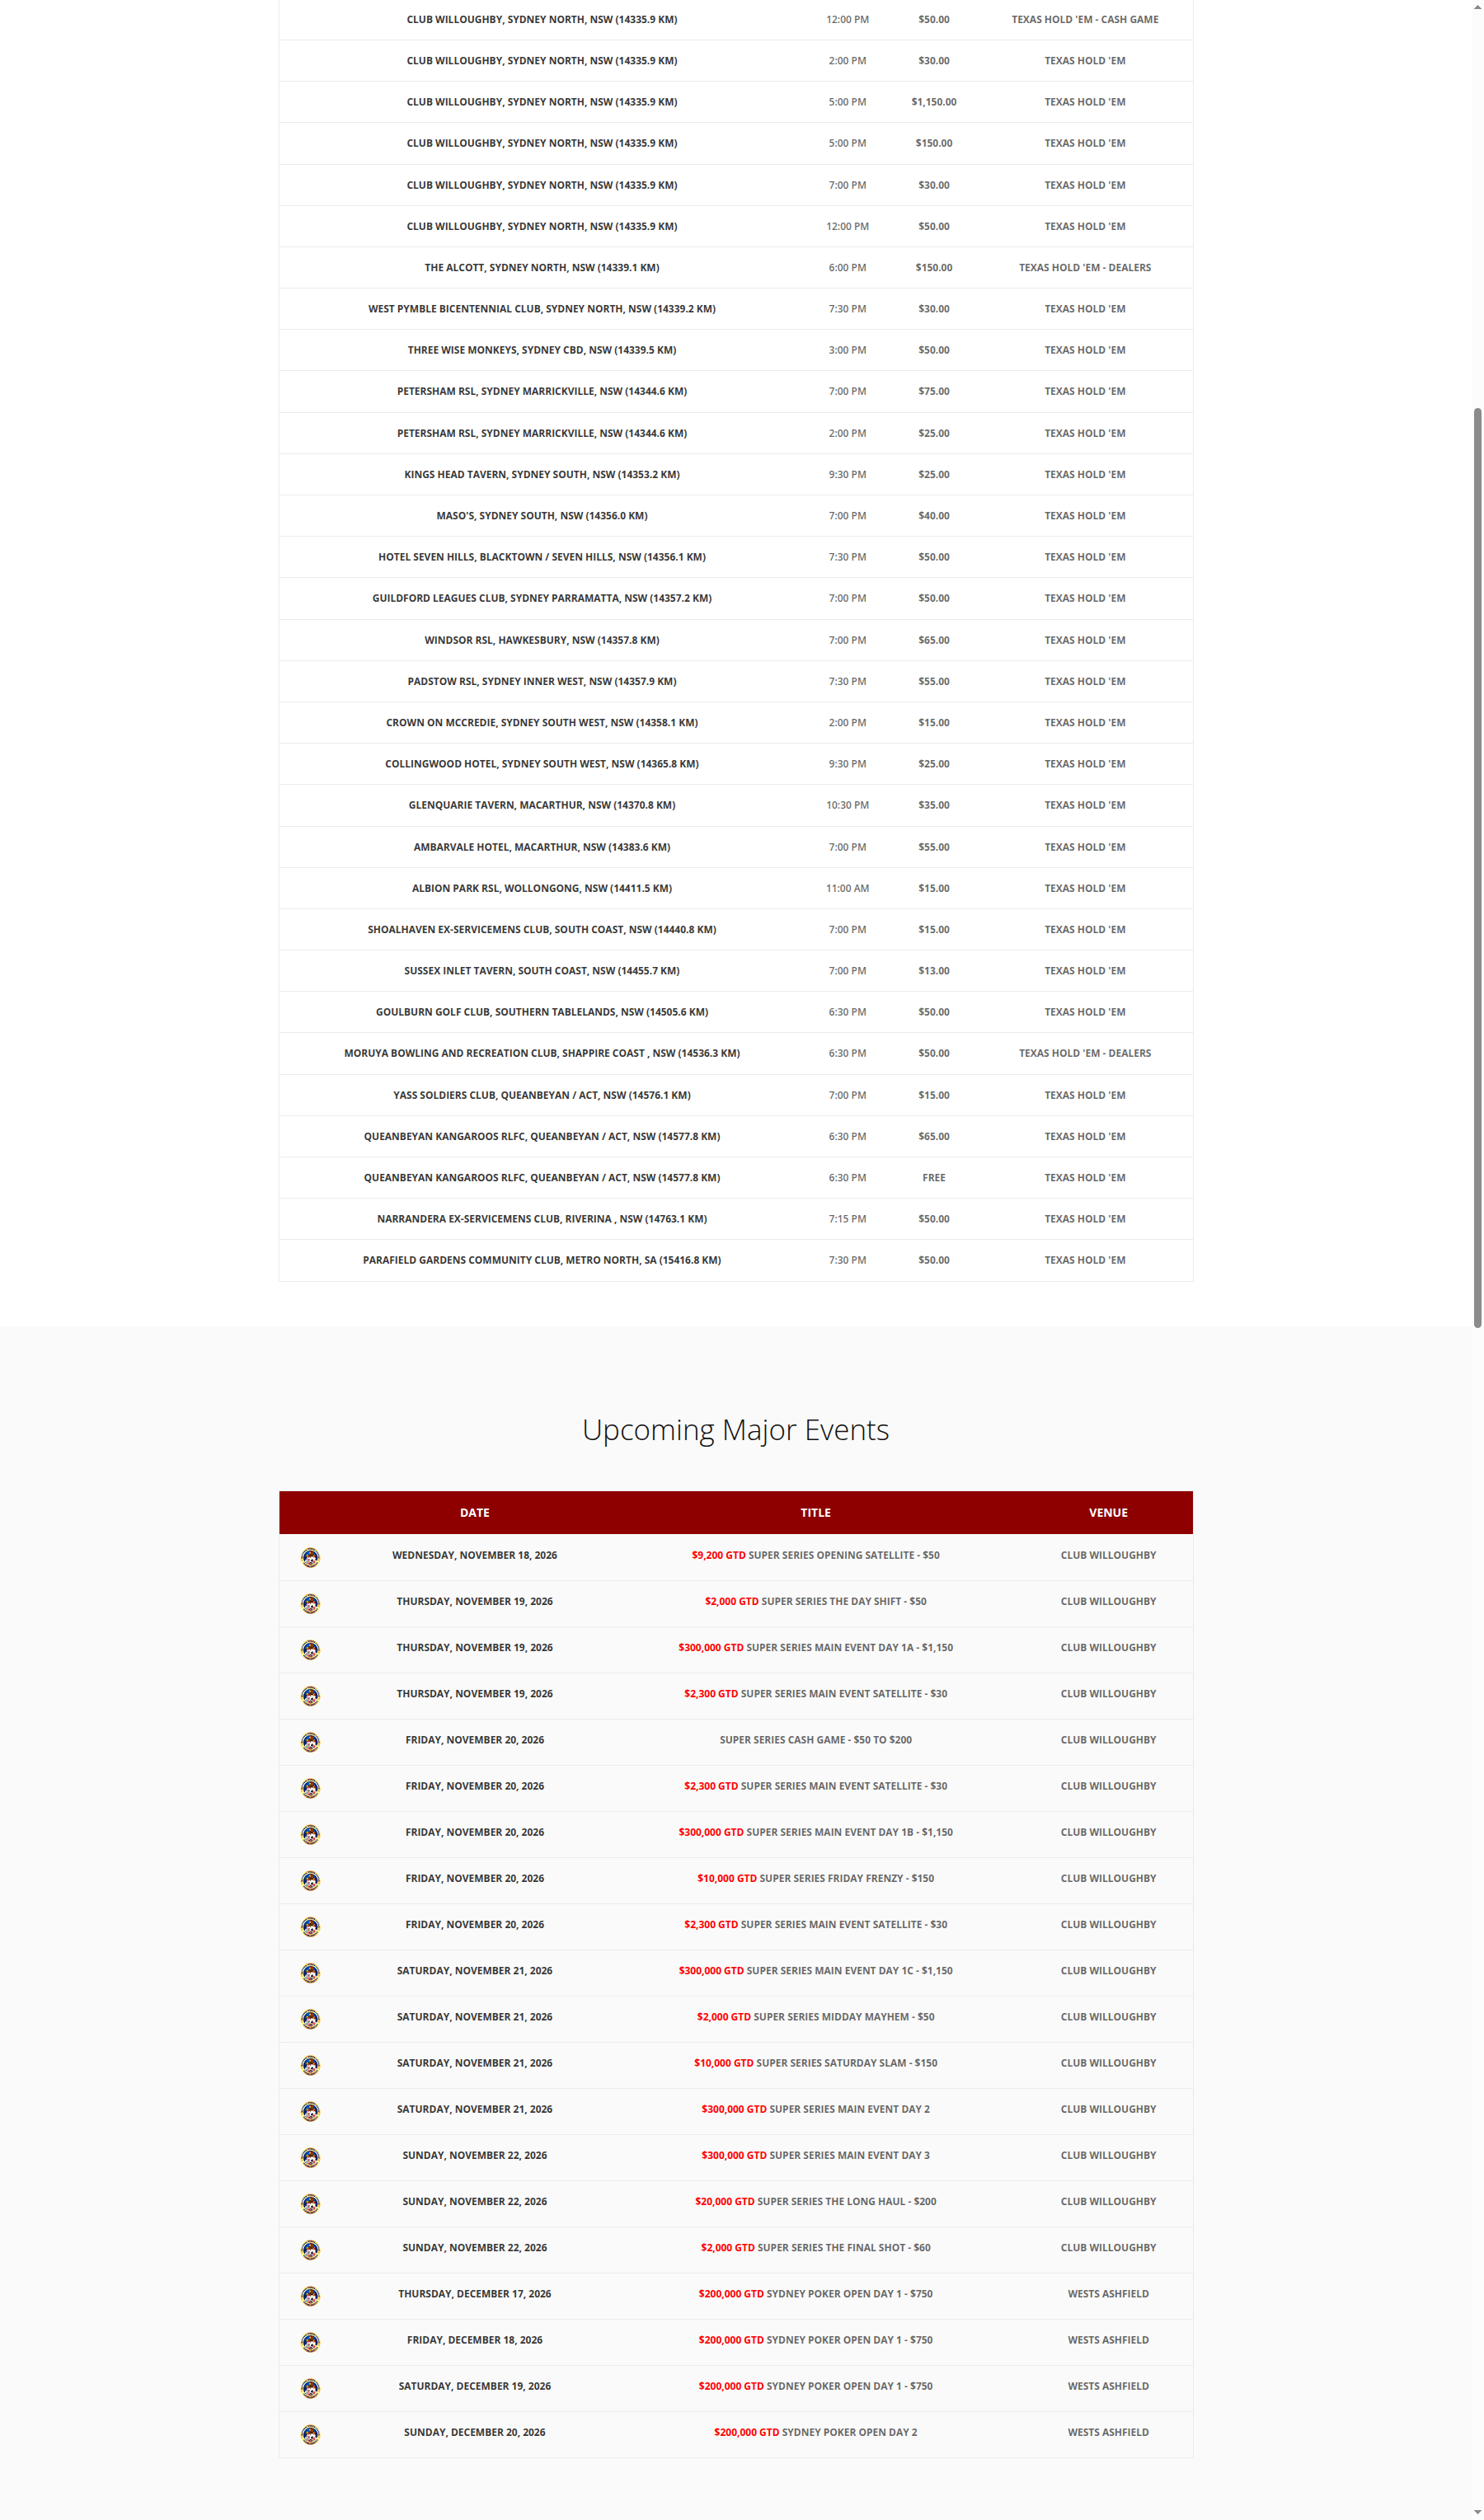 CLUB WILLOUGHBY, SYDNEY NORTH, NSW (14335.9 KM) 12:00 PM $50.00 TEXAS HOLD 'EM - CASH GAME
CLUB WILLOUGHBY, SYDNEY NORTH, NSW (14335.9 KM) 2:00 PM $30.00 TEXAS HOLD 'EM
CLUB WILLOUGHBY, SYDNEY NORTH, NSW (14335.9 KM) 5:00 PM $1,150.00 TEXAS HOLD 'EM
CLUB WILLOUGHBY, SYDNEY NORTH, NSW (14335.9 KM) 5:00 PM $150.00 TEXAS HOLD 'EM
CLUB WILLOUGHBY, SYDNEY NORTH, NSW (14335.9 KM) 7:00 PM $30.00 TEXAS HOLD 'EM
CLUB WILLOUGHBY, SYDNEY NORTH, NSW (14335.9 KM) 12:00 PM $50.00 TEXAS HOLD 'EM
THE ALCOTT, SYDNEY NORTH, NSW (14339.1 KM) 6:00 PM $150.00 TEXAS HOLD 'EM - DEALERS
WEST PYMBLE BICENTENNIAL CLUB, SYDNEY NORTH, NSW (14339.2 KM) 7:30 PM $30.00 TEXAS HOLD 'EM
THREE WISE MONKEYS, SYDNEY CBD, NSW (14339.5 KM) 3:00 PM $50.00 TEXAS HOLD 'EM
PETERSHAM RSL, SYDNEY MARRICKVILLE, NSW (14344.6 KM) 7:00 PM $75.00 TEXAS HOLD 'EM
PETERSHAM RSL, SYDNEY MARRICKVILLE, NSW (14344.6 KM) 2:00 PM $25.00 TEXAS HOLD 'EM
KINGS HEAD TAVERN, SYDNEY SOUTH, NSW (14353.2 KM) 9:30 PM $25.00 TEXAS HOLD 'EM
MASO'S, SYDNEY SOUTH, NSW (14356.0 KM) 7:00 PM $40.00 TEXAS HOLD 'EM
HOTEL SEVEN HILLS, BLACKTOWN / SEVEN HILLS, NSW (14356.1 KM) 7:30 PM $50.00 TEXAS HOLD 'EM
GUILDFORD LEAGUES CLUB, SYDNEY PARRAMATTA, NSW (14357.2 KM) 7:00 PM $50.00 TEXAS HOLD 'EM
WINDSOR RSL, HAWKESBURY, NSW (14357.8 KM) 7:00 PM $65.00 TEXAS HOLD 'EM
PADSTOW RSL, SYDNEY INNER WEST, NSW (14357.9 KM) 7:30 PM $55.00 TEXAS HOLD 'EM
CROWN ON MCCREDIE, SYDNEY SOUTH WEST, NSW (14358.1 KM) 2:00 PM $15.00 TEXAS HOLD 'EM
COLLINGWOOD HOTEL, SYDNEY SOUTH WEST, NSW (14365.8 KM) 9:30 PM $25.00 TEXAS HOLD 'EM
GLENQUARIE TAVERN, MACARTHUR, NSW (14370.8 KM) 10:30 PM $35.00 TEXAS HOLD 'EM
AMBARVALE HOTEL, MACARTHUR, NSW (14383.6 KM) 7:00 PM $55.00 TEXAS HOLD 'EM
ALBION PARK RSL, WOLLONGONG, NSW (14411.5 KM) 11:00 AM $15.00 TEXAS HOLD 'EM
SHOALHAVEN EX-SERVICEMENS CLUB, SOUTH COAST, NSW (14440.8 KM) 7:00 PM $15.00 TEXAS HOLD 'EM
SUSSEX INLET TAVERN, SOUTH COAST, NSW (14455.7 KM) 7:00 PM $13.00 TEXAS HOLD 'EM
GOULBURN GOLF CLUB, SOUTHERN TABLELANDS, NSW (14505.6 KM) 6:30 PM $50.00 TEXAS HOLD 'EM
MORUYA BOWLING AND RECREATION CLUB, SHAPPIRE COAST , NSW (14536.3 KM) 6:30 PM $50.00 TEXAS HOLD 'EM - DEALERS
YASS SOLDIERS CLUB, QUEANBEYAN / ACT, NSW (14576.1 KM) 7:00 PM $15.00 TEXAS HOLD 'EM
QUEANBEYAN KANGAROOS RLFC, QUEANBEYAN / ACT, NSW (14577.8 KM) 6:30 PM $65.00 TEXAS HOLD 'EM
QUEANBEYAN KANGAROOS RLFC, QUEANBEYAN / ACT, NSW (14577.8 KM) 6:30 PM FREE TEXAS HOLD 'EM
NARRANDERA EX-SERVICEMENS CLUB, RIVERINA , NSW (14763.1 KM) 7:15 PM $50.00 TEXAS HOLD 'EM
PARAFIELD GARDENS COMMUNITY CLUB, METRO NORTH, SA (15416.8 KM) 7:30 PM $50.00 TEXAS HOLD 'EM
Upcoming Major Events
DATE TITLE VENUE
WEDNESDAY, NOVEMBER 18, 2026 $9,200 GTD SUPER SERIES OPENING SATELLITE - $50 CLUB WILLOUGHBY
THURSDAY, NOVEMBER 19, 2026 $2,000 GTD SUPER SERIES THE DAY SHIFT - $50 CLUB WILLOUGHBY
THURSDAY, NOVEMBER 19, 2026 $300,000 GTD SUPER SERIES MAIN EVENT DAY 1A - $1,150 CLUB WILLOUGHBY
THURSDAY, NOVEMBER 19, 2026 $2,300 GTD SUPER SERIES MAIN EVENT SATELLITE - $30 CLUB WILLOUGHBY
FRIDAY, NOVEMBER 20, 2026 SUPER SERIES CASH GAME - $50 TO $200 CLUB WILLOUGHBY
FRIDAY, NOVEMBER 20, 2026 $2,300 GTD SUPER SERIES MAIN EVENT SATELLITE - $30 CLUB WILLOUGHBY
FRIDAY, NOVEMBER 20, 2026 $300,000 GTD SUPER SERIES MAIN EVENT DAY 1B - $1,150 CLUB WILLOUGHBY
FRIDAY, NOVEMBER 20, 2026 $10,000 GTD SUPER SERIES FRIDAY FRENZY - $150 CLUB WILLOUGHBY
FRIDAY, NOVEMBER 20, 2026 $2,300 GTD SUPER SERIES MAIN EVENT SATELLITE - $30 CLUB WILLOUGHBY
SATURDAY, NOVEMBER 21, 2026 $300,000 GTD SUPER SERIES MAIN EVENT DAY 1C - $1,150 CLUB WILLOUGHBY
SATURDAY, NOVEMBER 21, 2026 $2,000 GTD SUPER SERIES MIDDAY MAYHEM - $50 CLUB WILLOUGHBY
SATURDAY, NOVEMBER 21, 2026 $10,000 GTD SUPER SERIES SATURDAY SLAM - $150 CLUB WILLOUGHBY
SATURDAY, NOVEMBER 21, 2026 $300,000 GTD SUPER SERIES MAIN EVENT DAY 2 CLUB WILLOUGHBY
SUNDAY, NOVEMBER 22, 2026 $300,000 GTD SUPER SERIES MAIN EVENT DAY 3 CLUB WILLOUGHBY
SUNDAY, NOVEMBER 22, 2026 $20,000 GTD SUPER SERIES THE LONG HAUL - $200 CLUB WILLOUGHBY
SUNDAY, NOVEMBER 22, 2026 $2,000 GTD SUPER SERIES THE FINAL SHOT - $60 CLUB WILLOUGHBY
THURSDAY, DECEMBER 17, 2026 $200,000 GTD SYDNEY POKER OPEN DAY 1 - $750 WESTS ASHFIELD
FRIDAY, DECEMBER 18, 2026 $200,000 GTD SYDNEY POKER OPEN DAY 1 - $750 WESTS ASHFIELD
SATURDAY, DECEMBER 19, 2026 $200,000 GTD SYDNEY POKER OPEN DAY 1 - $750 WESTS ASHFIELD
SUNDAY, DECEMBER 20, 2026 $200,000 GTD SYDNEY POKER OPEN DAY 2 WESTS ASHFIELD